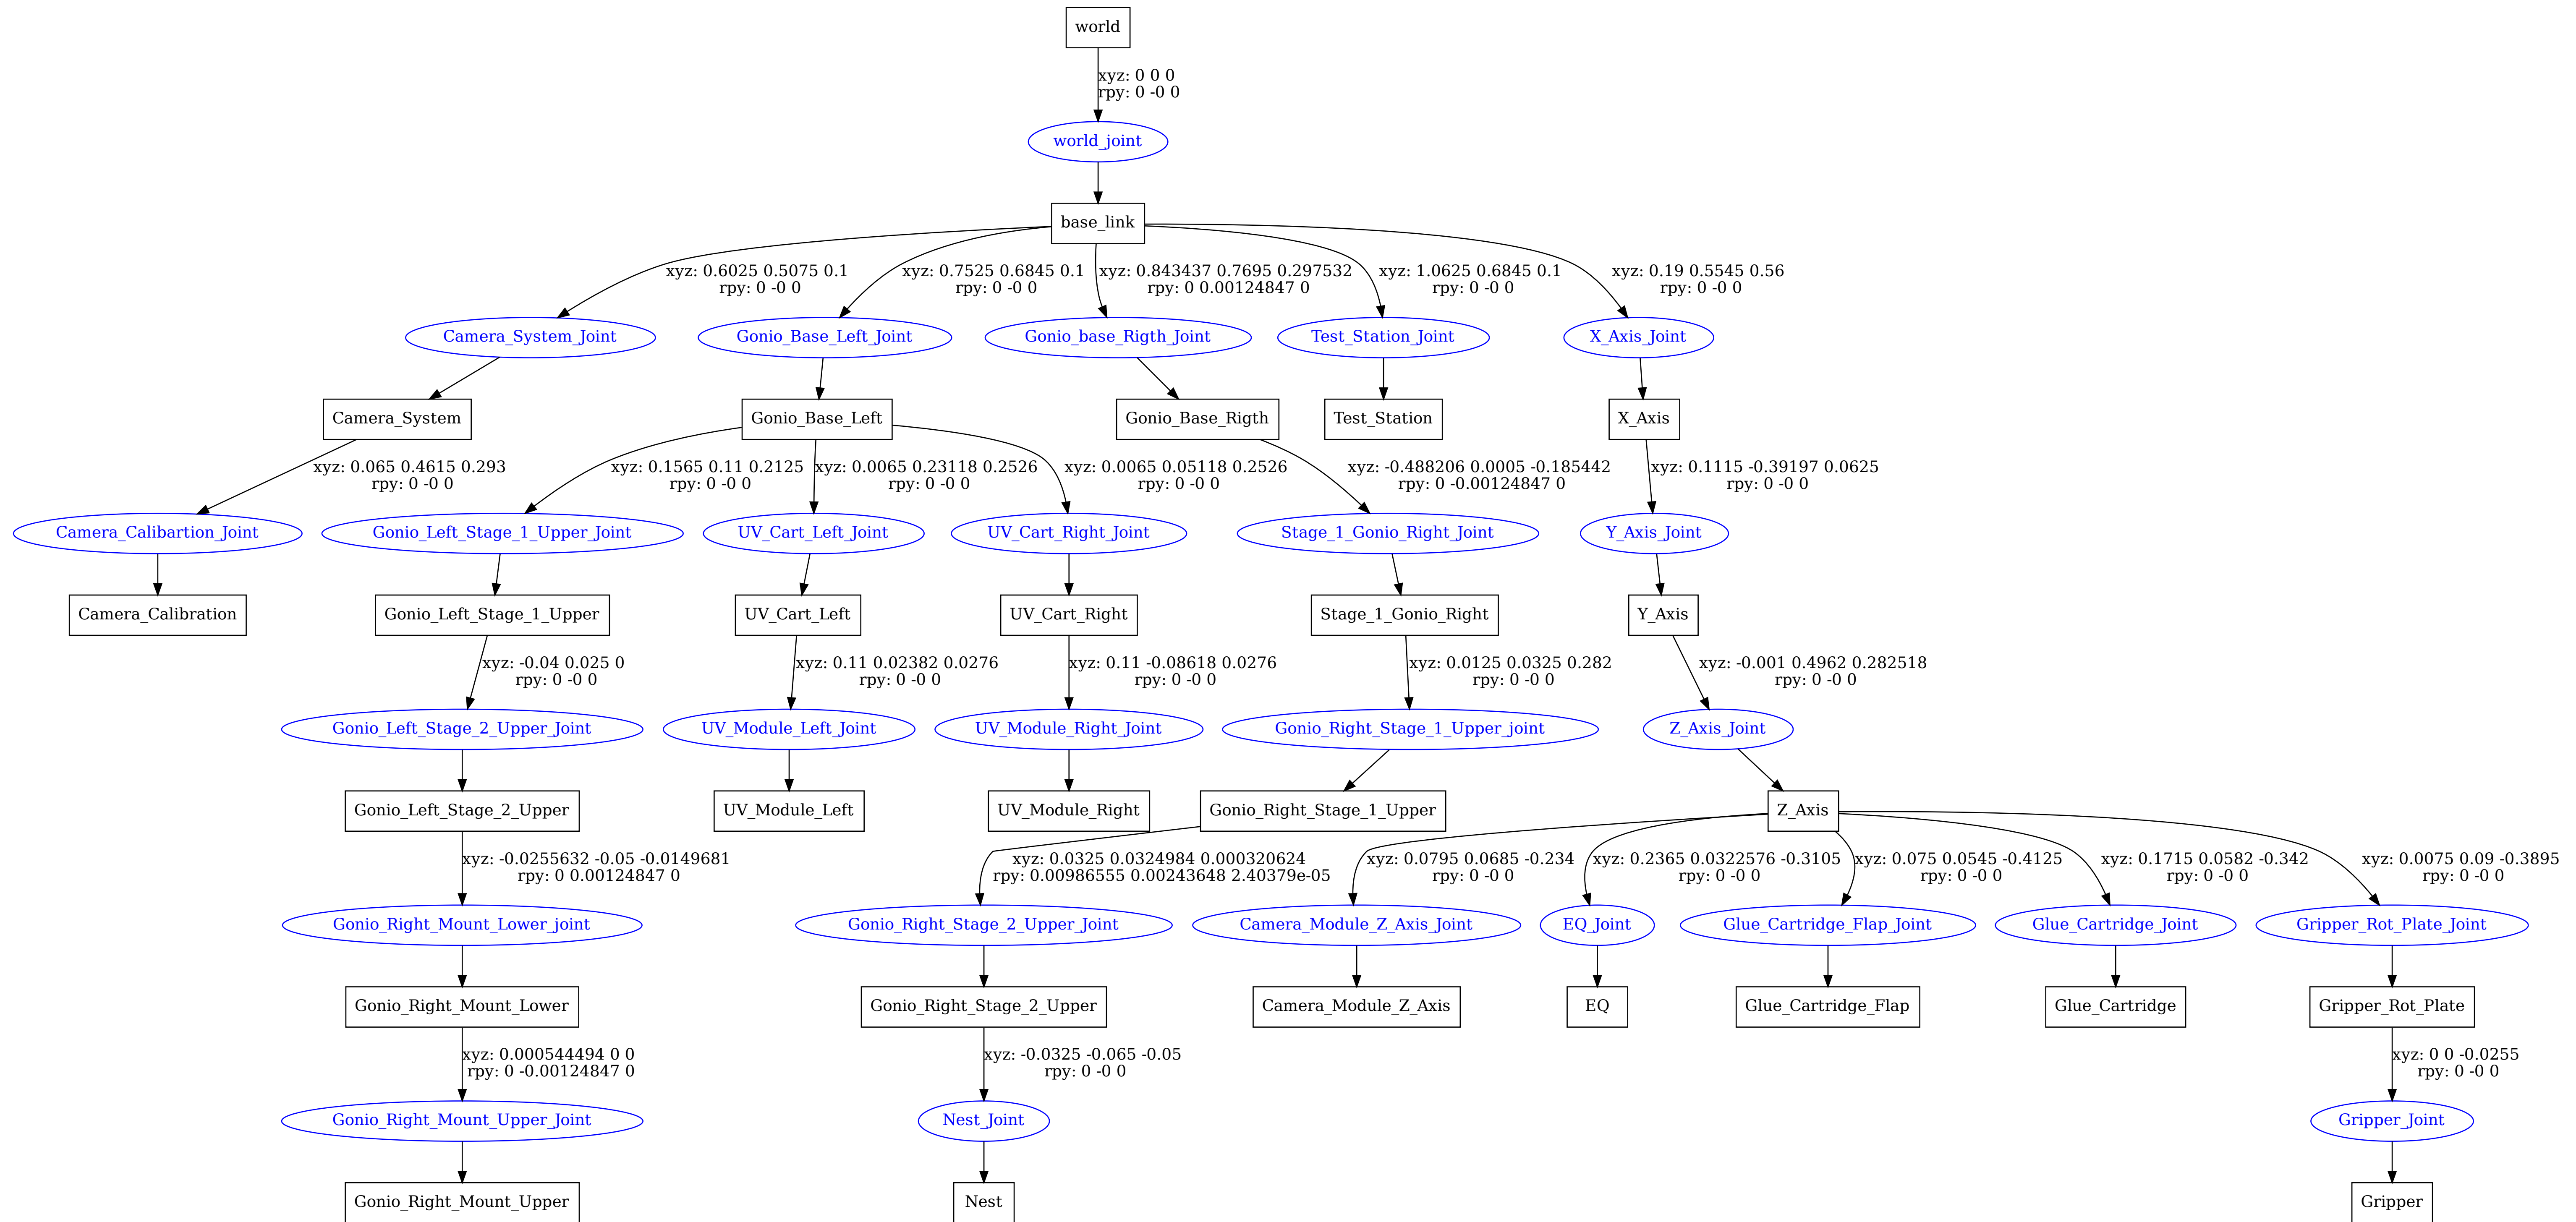 world
xyz: 0 0 0
rpy: 0 -0 0
world_joint
base_link
xyz: 0.6025 0.5075 0.1
rpy: 0 -0 0
xyz: 0.7525 0.6845 0.1
rpy: 0 -0 0
xyz: 0.843437 0.7695 0.297532
rpy: 0 0.00124847 0
xyz: 1.0625 0.6845 0.1
rpy: 0 -0 0
xyz: 0.19 0.5545 0.56
rpy: 0 -0 0
Camera_System_Joint
Gonio_Base_Left_Joint
Gonio_base_Rigth_Joint
Test_Station_Joint
X_Axis_Joint
Camera_System
Gonio_Base_Left
Gonio_Base_Rigth
Test_Station
X_Axis
xyz: 0.065 0.4615 0.293
rpy: 0 -0 0
xyz: 0.1565 0.11 0.2125
rpy: 0 -0 0
xyz: 0.0065 0.23118 0.2526
rpy: 0 -0 0
xyz: 0.0065 0.05118 0.2526
rpy: 0 -0 0
xyz: -0.488206 0.0005 -0.185442
rpy: 0 -0.00124847 0
xyz: 0.1115 -0.39197 0.0625
rpy: 0 -0 0
Camera_Calibartion_Joint
Gonio_Left_Stage_1_Upper_Joint
UV_Cart_Left_Joint
UV_Cart_Right_Joint
Stage_1_Gonio_Right_Joint
Y_Axis_Joint
Camera_Calibration
Gonio_Left_Stage_1_Upper
UV_Cart_Left
UV_Cart_Right
Stage_1_Gonio_Right
Y_Axis
xyz: -0.04 0.025 0
rpy: 0 -0 0
xyz: 0.11 0.02382 0.0276
rpy: 0 -0 0
xyz: 0.11 -0.08618 0.0276
rpy: 0 -0 0
xyz: 0.0125 0.0325 0.282
rpy: 0 -0 0
xyz: -0.001 0.4962 0.282518
rpy: 0 -0 0
Gonio_Left_Stage_2_Upper_Joint
UV_Module_Left_Joint
UV_Module_Right_Joint
Gonio_Right_Stage_1_Upper_joint
Z_Axis_Joint
Gonio_Left_Stage_2_Upper
UV_Module_Left
UV_Module_Right
Gonio_Right_Stage_1_Upper
Z_Axis
xyz: -0.0255632 -0.05 -0.0149681
rpy: 0 0.00124847 0
xyz: 0.0325 0.0324984 0.000320624
rpy: 0.00986555 0.00243648 2.40379e-05
xyz: 0.0795 0.0685 -0.234
rpy: 0 -0 0
xyz: 0.2365 0.0322576 -0.3105
rpy: 0 -0 0
xyz: 0.075 0.0545 -0.4125
rpy: 0 -0 0
xyz: 0.1715 0.0582 -0.342
rpy: 0 -0 0
xyz: 0.0075 0.09 -0.3895
rpy: 0 -0 0
Gonio_Right_Mount_Lower_joint
Gonio_Right_Stage_2_Upper_Joint
Camera_Module_Z_Axis_Joint
EQ_Joint
Glue_Cartridge_Flap_Joint
Glue_Cartridge_Joint
Gripper_Rot_Plate_Joint
Gonio_Right_Mount_Lower
Gonio_Right_Stage_2_Upper
Camera_Module_Z_Axis
EQ
Glue_Cartridge_Flap
Glue_Cartridge
Gripper_Rot_Plate
xyz: 0.000544494 0 0
rpy: 0 -0.00124847 0
xyz: -0.0325 -0.065 -0.05
rpy: 0 -0 0
xyz: 0 0 -0.0255
rpy: 0 -0 0
Gonio_Right_Mount_Upper_Joint
Nest_Joint
Gripper_Joint
Gonio_Right_Mount_Upper
Nest
Gripper